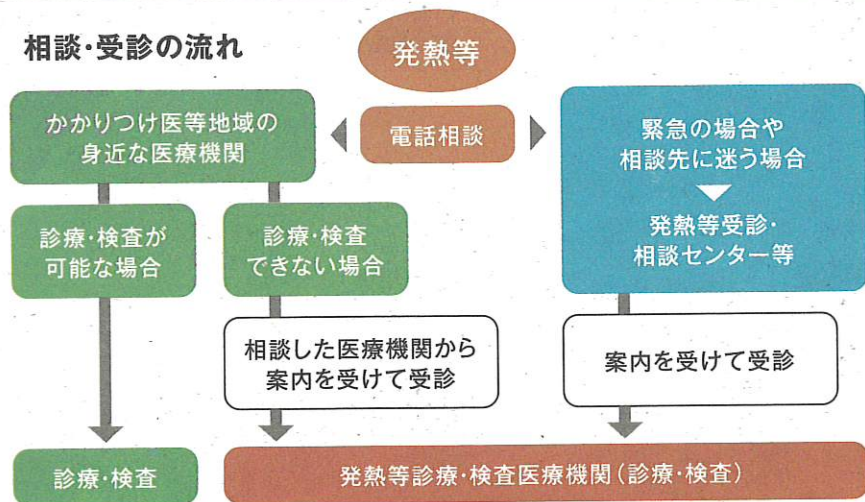 相談・受診の流れ
発熱等
電話相談
かかりつけ医等地域の
身近な医療機関
緊急の場合や
相談先に迷う場合
発熱等受診・
相談センター等
診療・検査が
可能な場合
診療・検査
できない場合
相談した医療機関から
案内を受けて受診
案内を受けて受診
診療・検査
発熱等診療・検査医療機関(診療・検査)